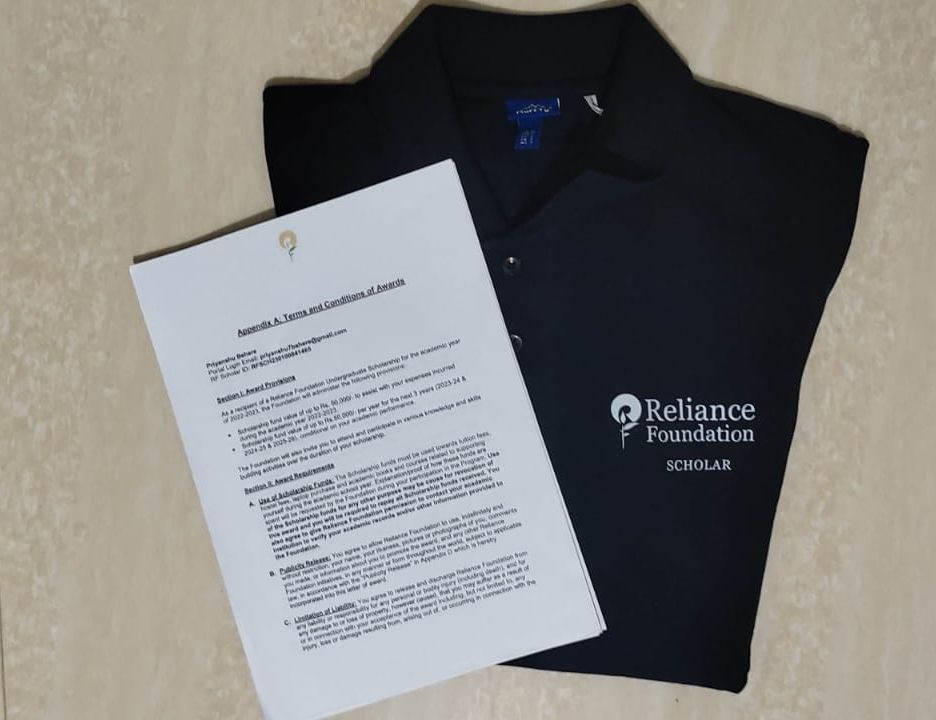 Appendix A: Terms and Conditions of Awards
Priyanshu Behere
Portal Login Email: priyanshu7behere@gmail.com
RF Scholar ID:
Section I: Award Provisions
As a recipient of a Reliance Foundation Undergraduate Scholarship for the academic year
of 2022-2023, the Foundation will administer the following provisions:
• Scholarship fund value of up to Rs. 50,000/- to assist with your expenses incurred
during the academic year 2022-2023.
• Scholarship fund value of up to Rs.50,000/- per year for the next 3 years (2023-24 &
2024-25 & 2025-26), conditional on your academic performance.
The Foundation will also invite you to attend and participate in various knowledge and skills
building activities over the duration of your scholarship.
Section II: Award Requirements
A. Use of Scholarship Funds: The Scholarship funds must be used towards tuition fees,
hostel fees, laptop purchase and academic books and courses related to supporting
yourself during the academic school year. Explanation/proof of how these funds are
spent will be requested by the Foundation during your participation in the Program. Use
of the Scholarship funds for any other purpose may be cause for revocation of
this award and you will be required to repay all Scholarship funds received. You
also agree to give Reliance Foundation permission to contact your academic
institution to verify your academic records and/or other information provided to
the Foundation.
B. Publicity Release: You agree to allow Reliance Foundation to use, indefinitely and
without restriction, your name, your likeness, pictures or photographs of you, comments
you made, or information about you to promote the award, and any other Reliance
Foundation initiatives, in any manner or form throughout the world, subject to applicable
law, in accordance with the "Publicity Release" in Appendix D which is hereby
incorporated into this letter of award.
C. Limitation of Liability: You agree to release and discharge Reliance Foundation from
any liability or responsibility for any personal or bodily injury (including death), and for
any damage to or loss of property, however caused, that you may suffer as a result of
or in connection with your acceptance of the award including, but not limited to, any
injury, loss or damage resulting from, arising out of, or occurring in connection with the
Reliance
Foundation
SCHOLAR